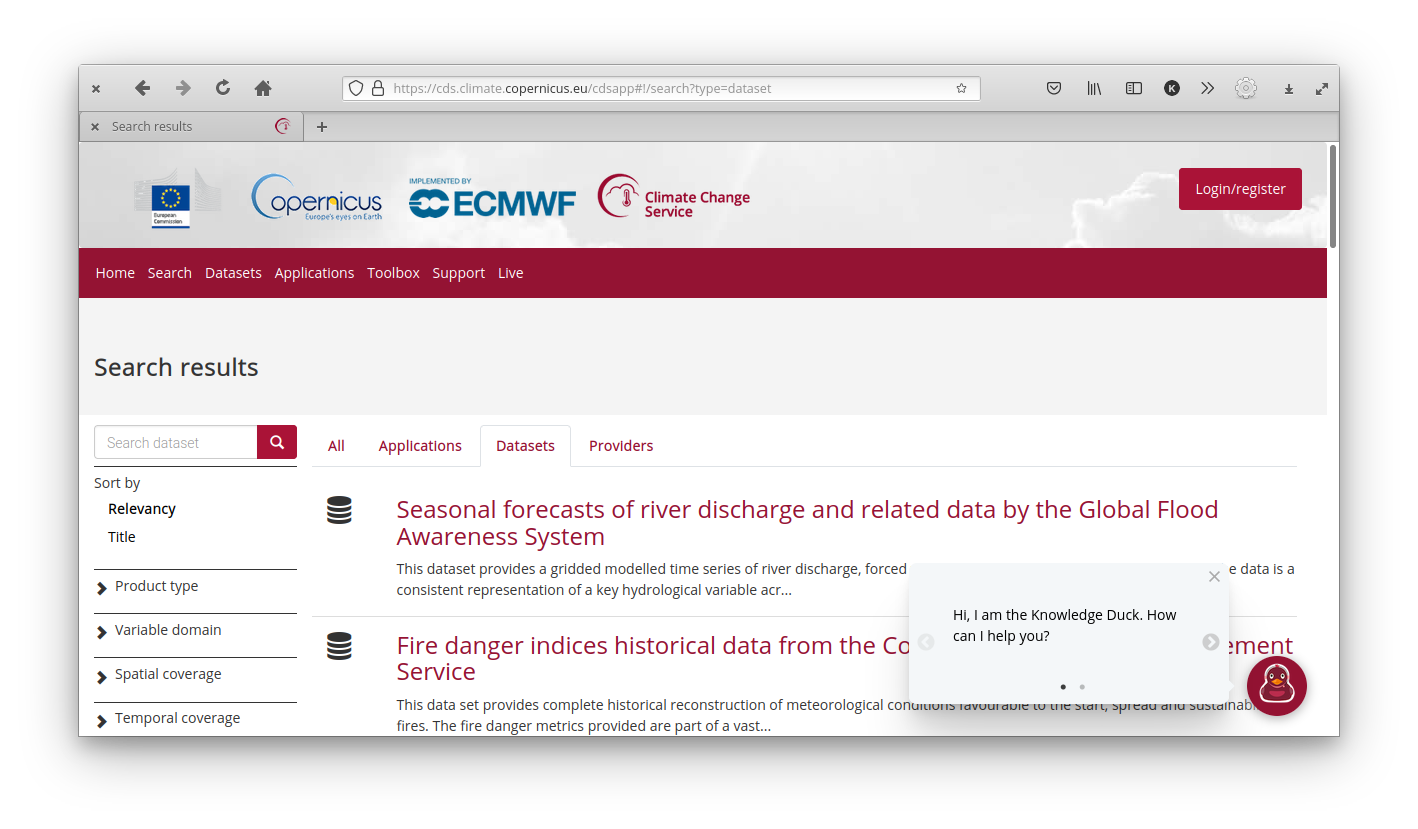 https://cds.climate.copernicus.eu/cdsapp#!/search?type=dataset
K
Search results
European
Commission
opernicus
Europe's eyes on Earth
IMPLEMENTED BY
ECMWF
Climate Change
Service
Login/register
Home Search Datasets Applications Toolbox Support Live
Search results
Search dataset
All Applications Datasets Providers
Sort by
Relevancy
Title
Product type
Variable domain
Spatial coverage
Temporal coverage
Seasonal forecasts of river discharge and related data by the Global Flood
Awareness System
This dataset provides a gridded modelled time series of river discharge, forced e data is a
consistent representation of a key hydrological variable acr...
Fire danger indices historical data from the Co ement
Service
This data set provides complete historical reconstruction of meteorological conditions favourable to the start, spread and sustainab
fires. The fire danger metrics provided are part of a vast...
Hi, I am the Knowledge Duck. How
can I help you?